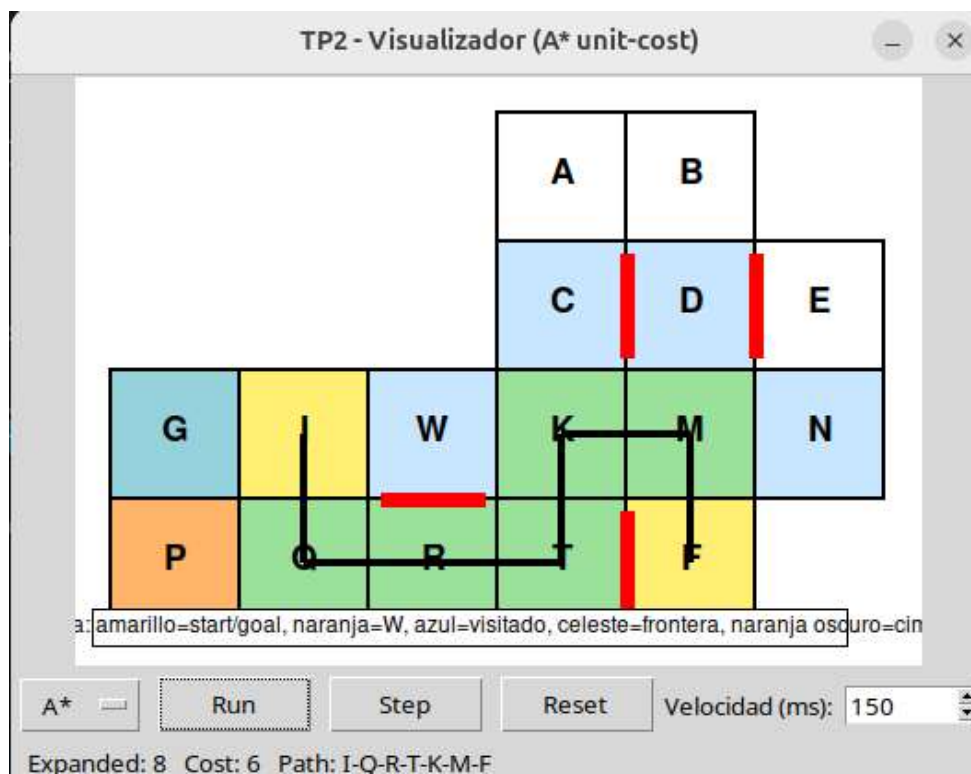 TP2 - Visualizador (A* unit-cost)
A B
C D E
G I W K M N
P Q R T F
a: amarillo=start/goal, naranja=W, azul=visitado, celeste=frontera, naranja oscuro=cim
A* Run Step Reset Velocidad (ms): 150
Expanded: 8 Cost: 6 Path: I-Q-R-T-K-M-F